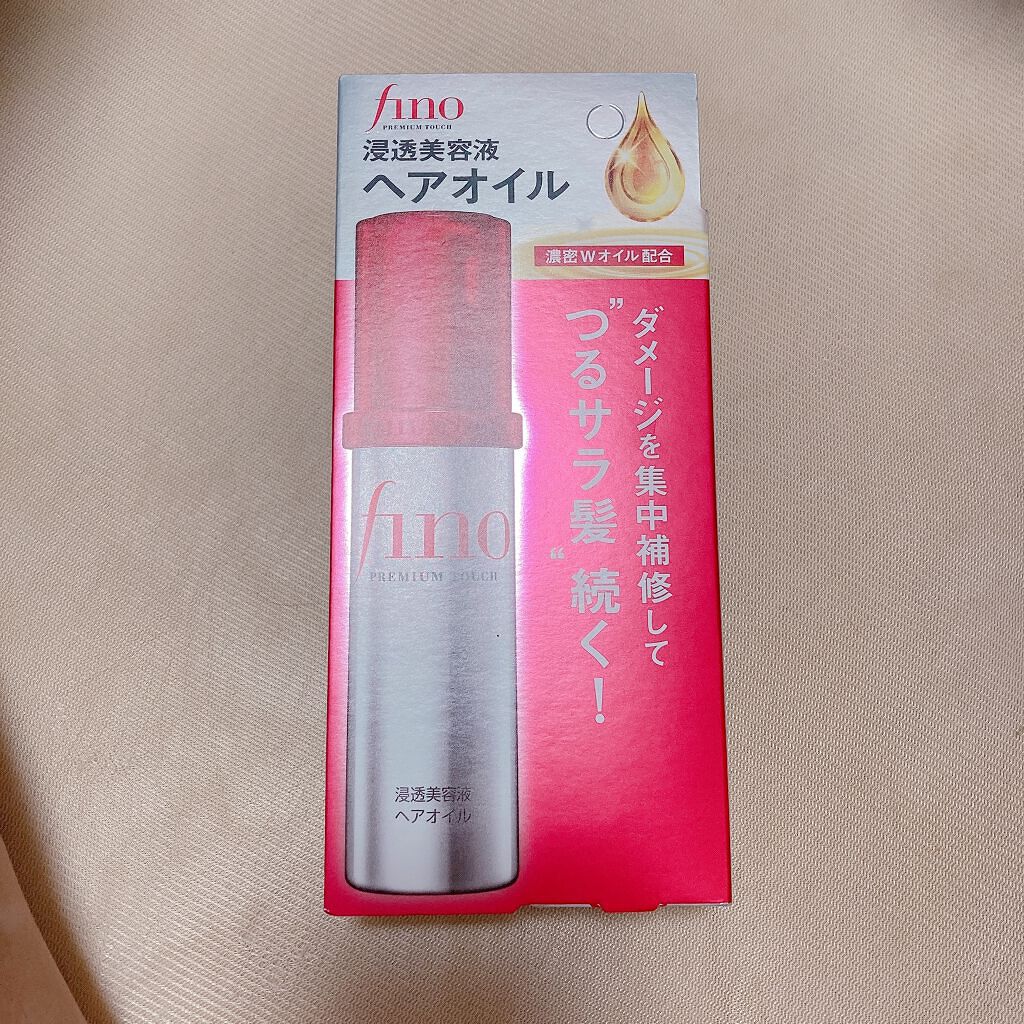 fino
PREMIUM TOUCH
浸透美容液
ヘアオイル
濃密Wオイル配合
ダメージを集中補修して
”つるサラ髪“続く!
fino
PREMIUM TOUCH
浸透美容液
ヘアオイル